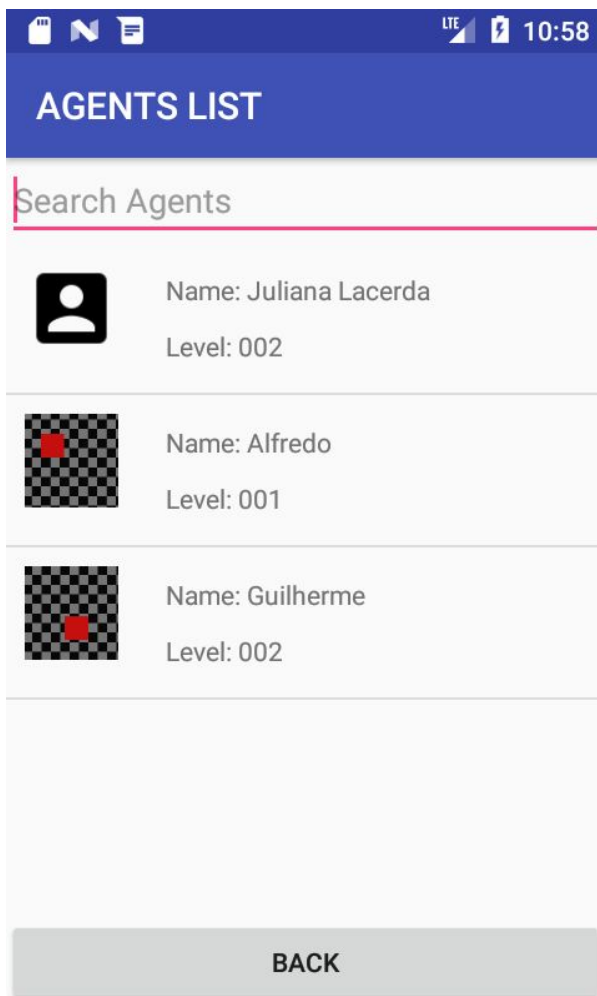 LTE 10:58
AGENTS LIST
Search Agents
Name: Juliana Lacerda
Level: 002
Name: Alfredo
Level: 001
Name: Guilherme
Level: 002
BACK